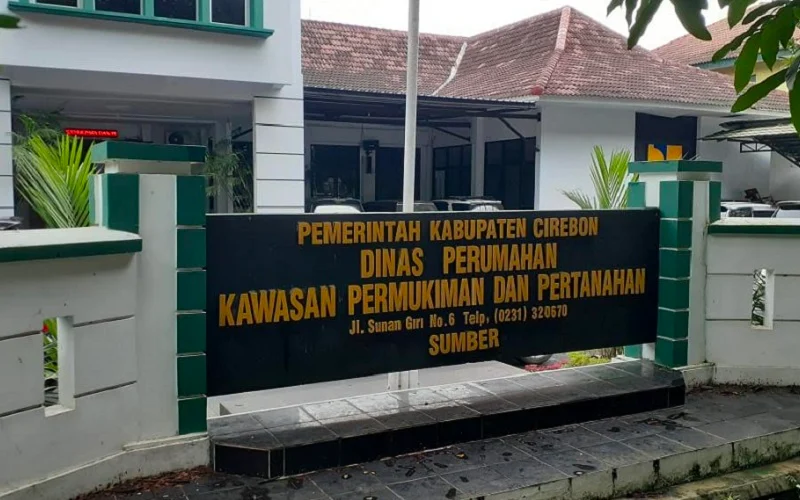 PEMERINTAH KABUPATEN CIREBON
DINAS PERUMAHAN
KAWASAN PERMUKIMAN DAN PERTANAHAN
Jl. Sunan Giri No.6 Telp, (0231) 320670
SUMBER